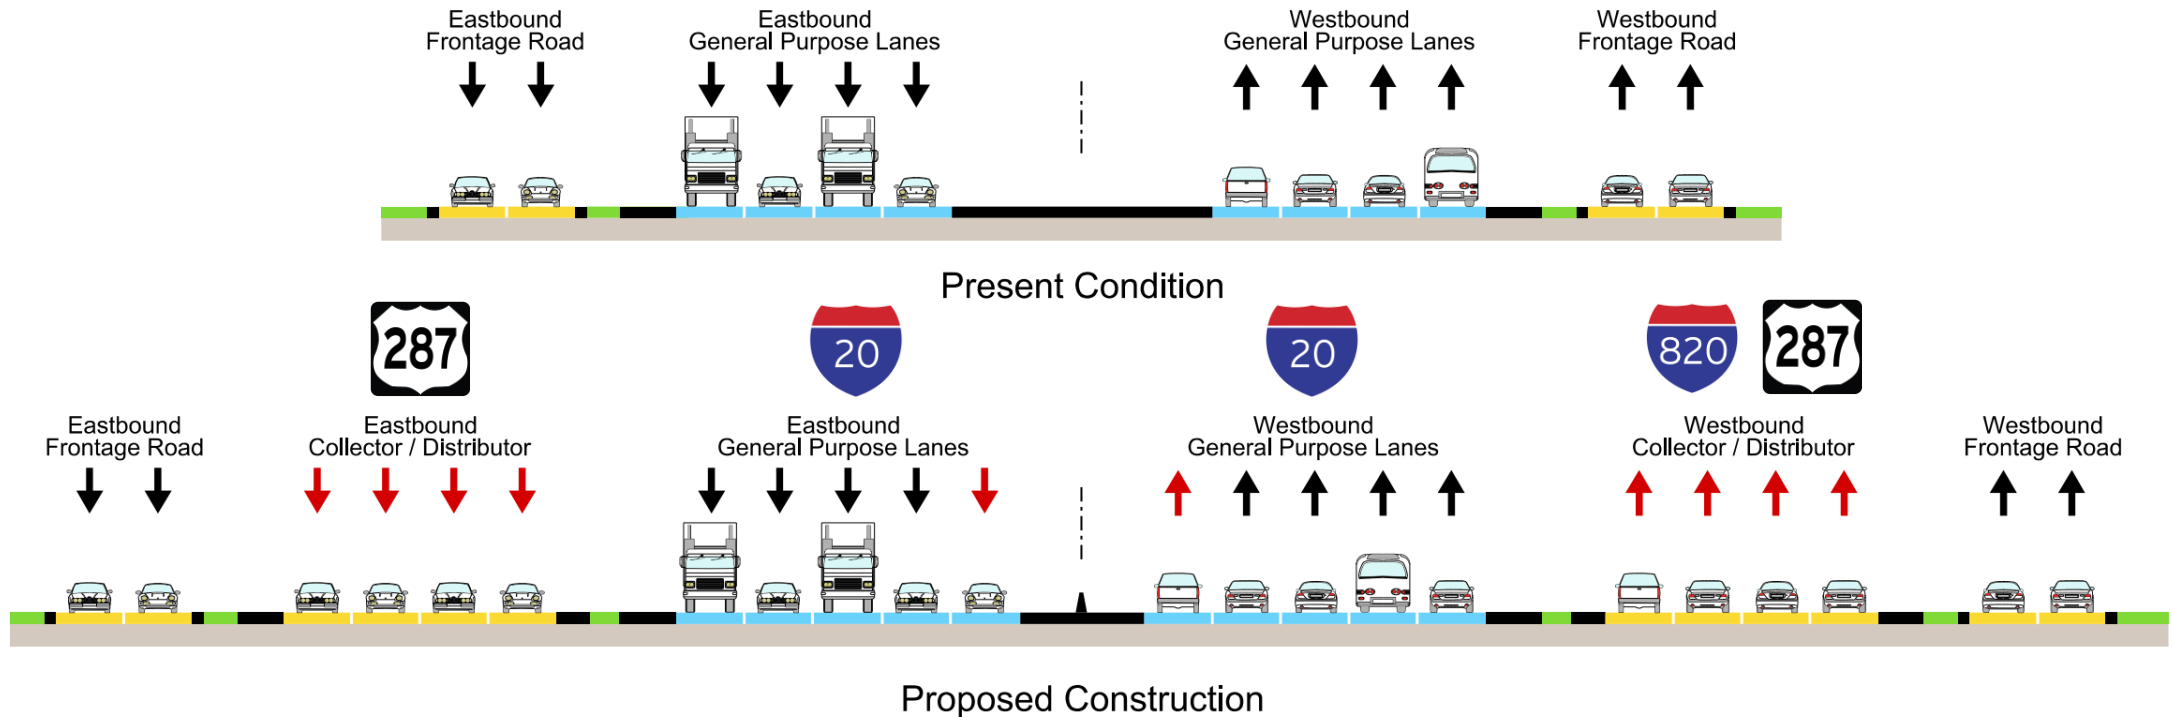 Eastbound
Frontage Road
Eastbound
General Purpose Lanes
Westbound
General Purpose Lanes
Westbound
Frontage Road
Present Condition
287
20
20
820
287
Eastbound
Frontage Road
Eastbound
Collector / Distributor
Eastbound
General Purpose Lanes
Westbound
General Purpose Lanes
Westbound
Collector / Distributor
Westbound
Frontage Road
Proposed Construction